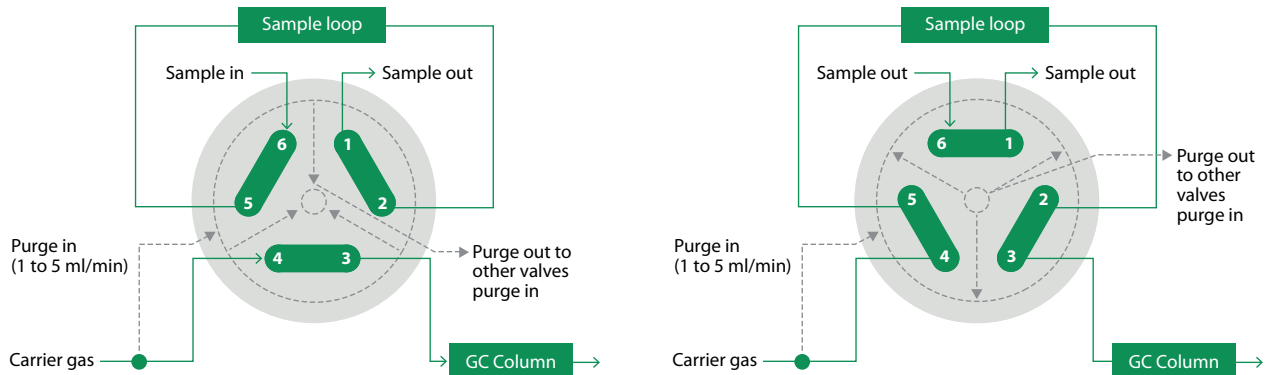 Sample loop
Sample in
Sample out
6
1
5
2
4
3
Purge in
(1 to 5 ml/min)
Purge out to
other valves
purge in
Carrier gas
GC Column
Sample loop
Sample out
Sample out
6
1
Purge out
to other
valves
purge in
5
2
4
3
Purge in
(1 to 5 ml/min)
Carrier gas
GC Column